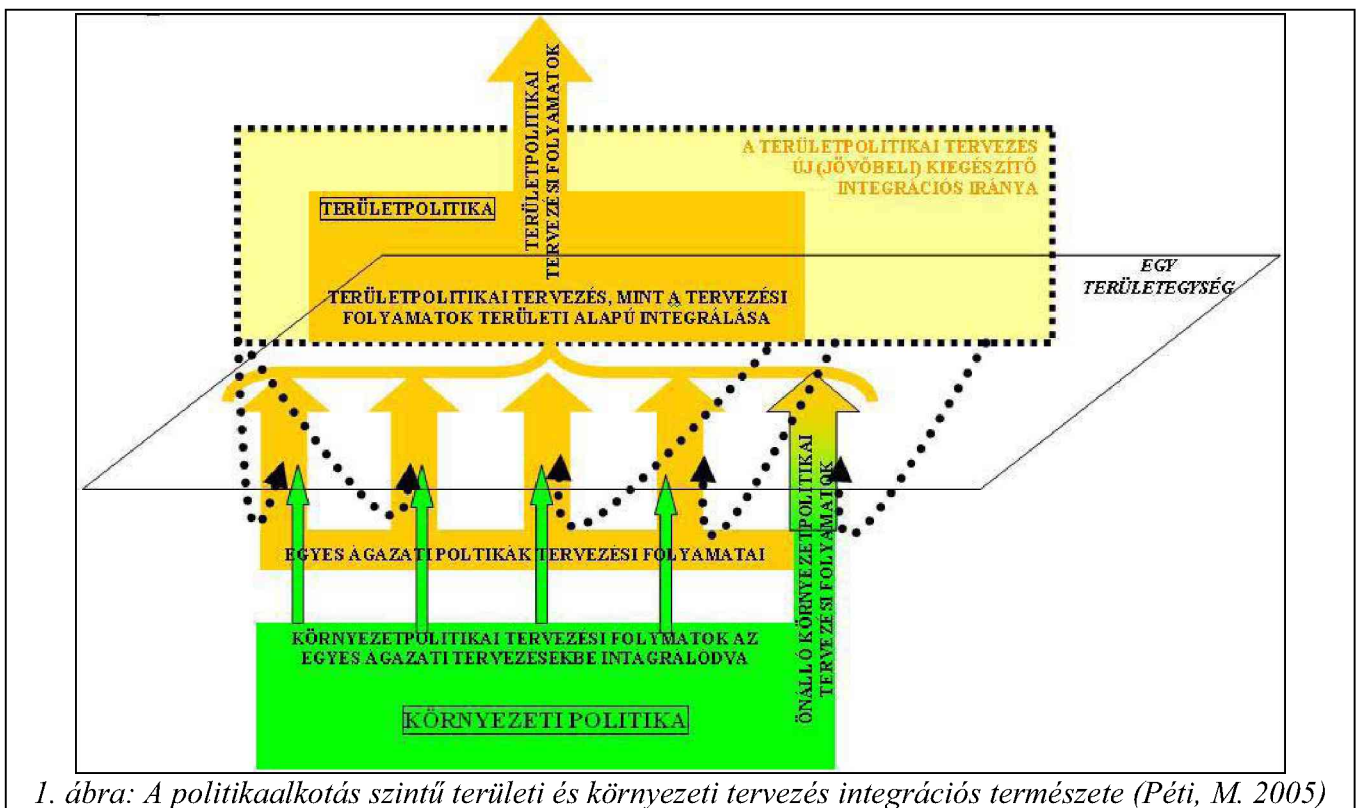 TERÜLETPOLITIKAI
TERVEZÉSI FOLYAMATOK
A TERÜLETPOLITIKAI TERVEZÉS
ÚJ (JÖVŐBELI) KIEGÉSZÍTŐ
INTEGRÁCIÓS IRÁNYA
TERÜLETPOLITIKA
EGY
TERÜLETEGYSÉG
TERÜLETPOLITIKAI TERVEZÉS, MINT A TERVEZÉSI
FOLYAMATOK TERÜLETI ALAPÚ INTEGRÁLÁSA
EGYES ÁGAZATI POLTIKÁK TERVEZÉSI FOLYAMATAI
ÖNÁLLÓ KÖRNYEZETPOLITIKAI
TERVEZÉSI FOLYAMATOK
KÖRNYEZETPOLITIKAI TERVEZÉSI FOLYMATOK AZ
EGYES ÁGAZATI TERVEZÉSEKBE INTAGRÁLÓDVA
KÖRNYEZETI POLITIKA
1. ábra: A politikaalkotás szintű területi és környezeti tervezés integrációs természete (Péti, M. 2005)